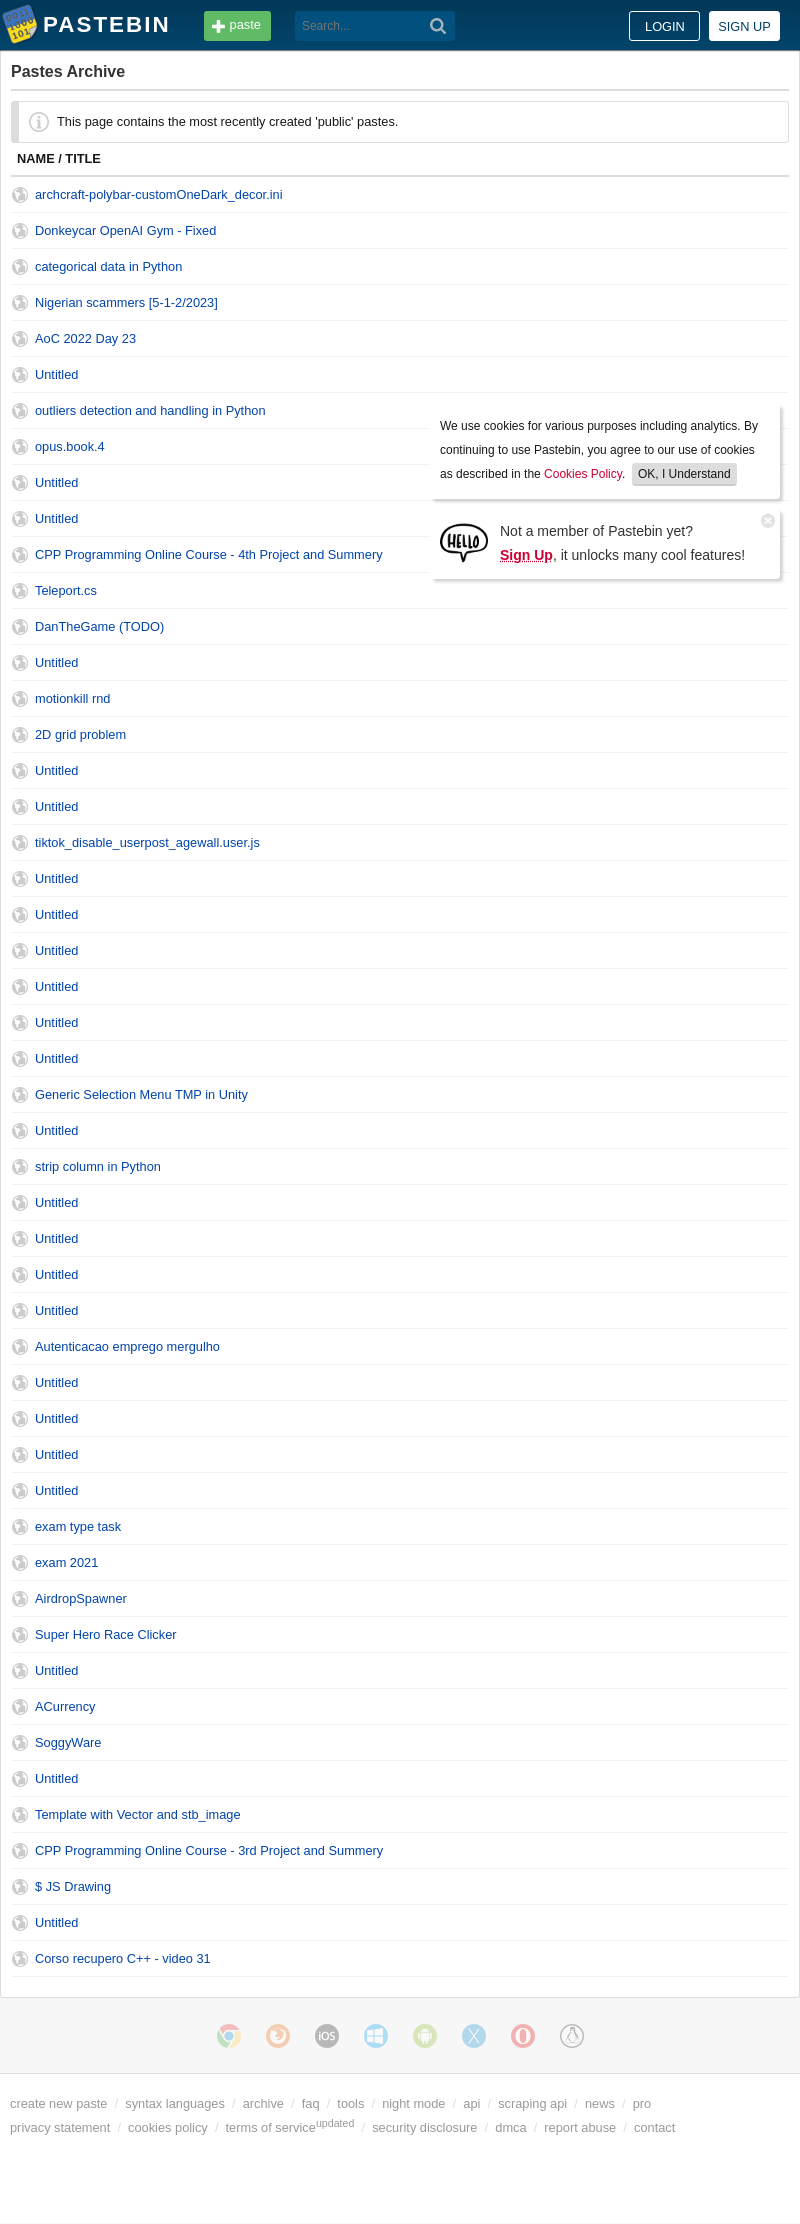 PASTEBIN
paste
Search...
LOGIN
SIGN UP
Pastes Archive
This page contains the most recently created 'public' pastes.
NAME / TITLE
archcraft-polybar-customOneDark_decor.ini
Donkeycar OpenAI Gym - Fixed
categorical data in Python
Nigerian scammers [5-1-2/2023]
AoC 2022 Day 23
Untitled
outliers detection and handling in Python
opus.book.4
Untitled
Untitled
CPP Programming Online Course - 4th Project and Summery
We use cookies for various purposes including analytics. By
continuing to use Pastebin, you agree to our use of cookies
as described in the Cookies Policy. OK, I Understand
HELLO
Not a member of Pastebin yet?
Sign Up, it unlocks many cool features!
Teleport.cs
DanTheGame (TODO)
Untitled
motionkill rnd
2D grid problem
Untitled
Untitled
tiktok_disable_userpost_agewall.user.js
Untitled
Untitled
Untitled
Untitled
Untitled
Untitled
Generic Selection Menu TMP in Unity
Untitled
strip column in Python
Untitled
Untitled
Untitled
Untitled
Autenticacao emprego mergulho
Untitled
Untitled
Untitled
Untitled
exam type task
exam 2021
AirdropSpawner
Super Hero Race Clicker
Untitled
ACurrency
SoggyWare
Untitled
Template with Vector and stb_image
CPP Programming Online Course - 3rd Project and Summery
$ JS Drawing
Untitled
Corso recupero C++ - video 31
iOS
create new paste / syntax languages / archive / faq / tools / night mode / api / scraping api / news / pro
privacy statement / cookies policy / terms of service updated / security disclosure / dmca / report abuse / contact